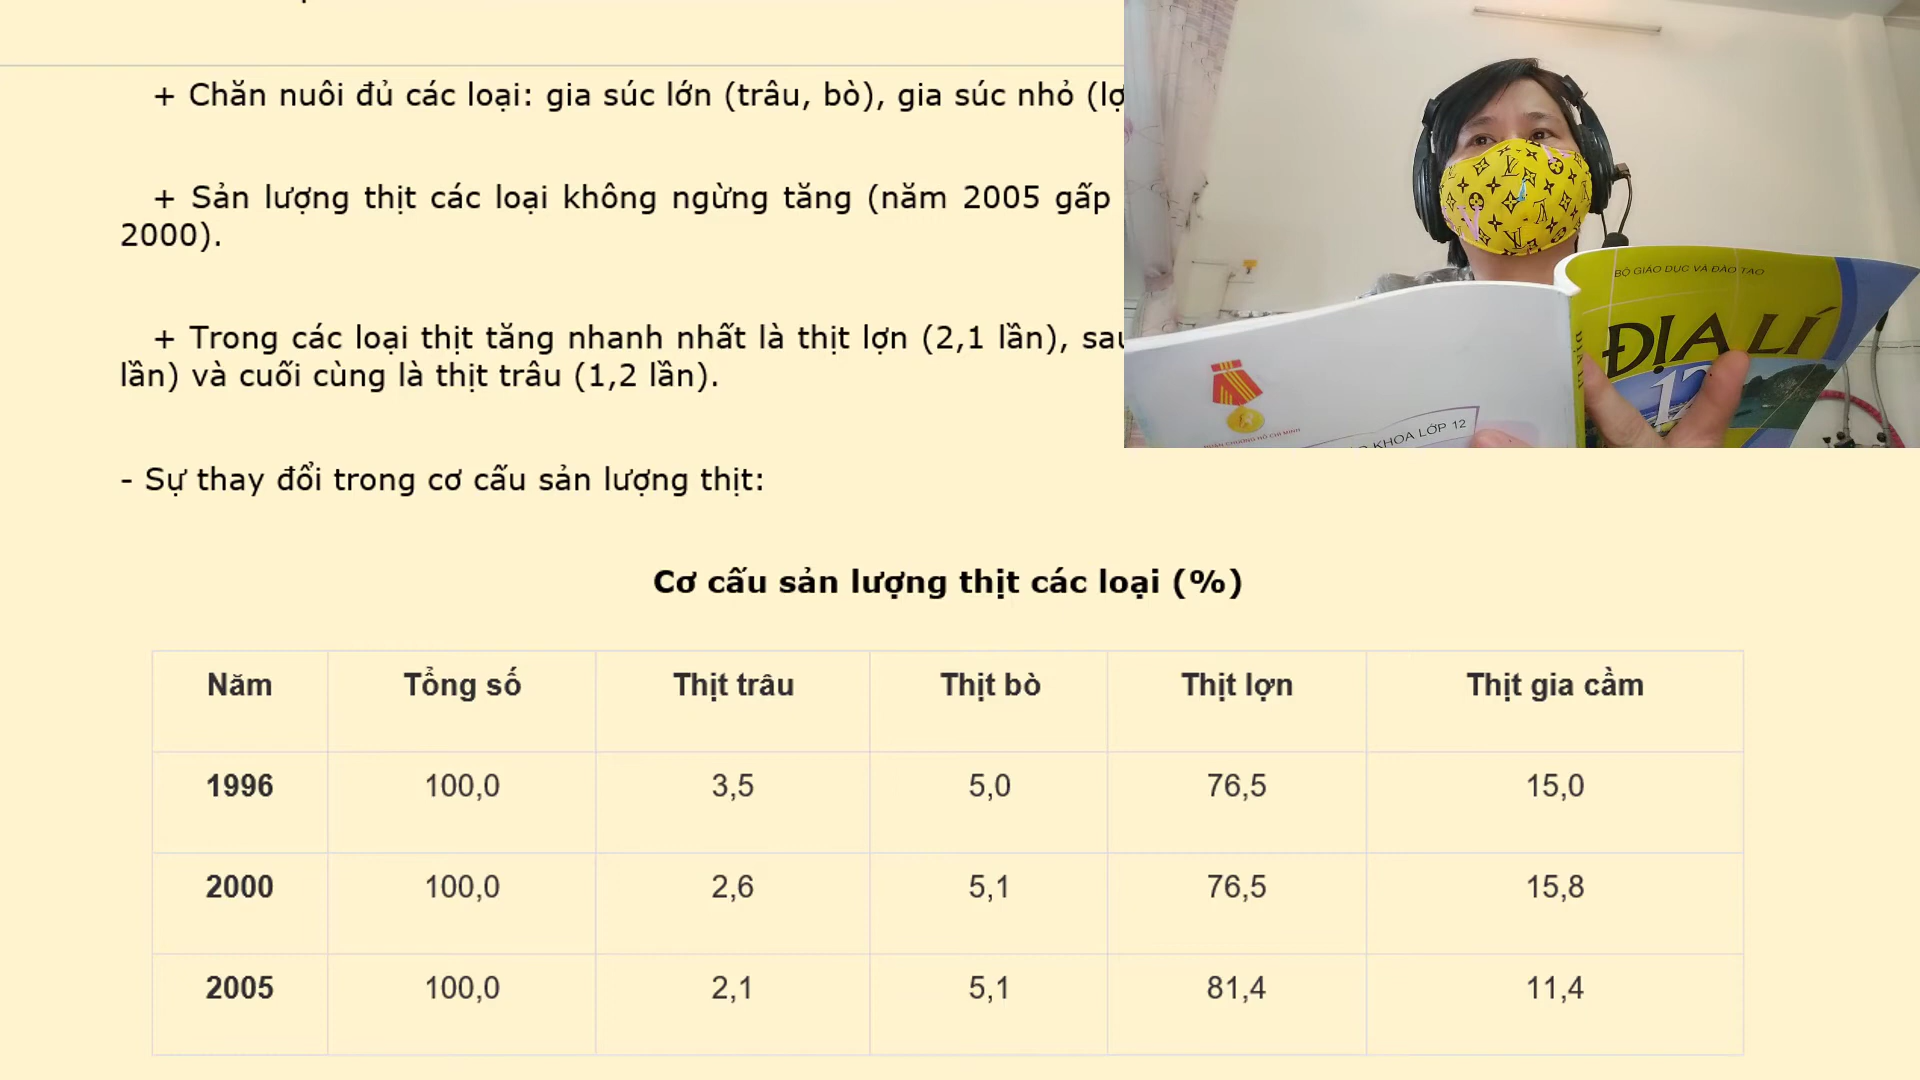 + Chăn nuôi đủ các loại: gia súc lớn (trâu, bò), gia súc nhỏ
+ Sản lượng thịt các loại không ngừng tăng (năm 2005 gấp
2000).
+ Trong các loại thịt tăng nhanh nhất là thịt lợn (2,1 lần),
lần) và cuối cùng là thịt trâu (1,2 lần).
- Sự thay đổi trong cơ cấu sản lượng thịt:
Cơ cấu sản lượng thịt các loại (%)
Năm Tổng số Thịt trâu Thịt bò Thịt lợn Thịt gia cầm
1996 100,0 3,5 5,0 76,5 15,0
2000 100,0 2,6 5,1 76,5 15,8
2005 100,0 2,1 5,1 81,4 11,4
BỘ GIÁO DỤC VÀ ĐÀO TẠO
ĐỊA LÍ
12
HUÂN CHƯƠNG HỒ CHÍ MINH
KHOA LỚP 12